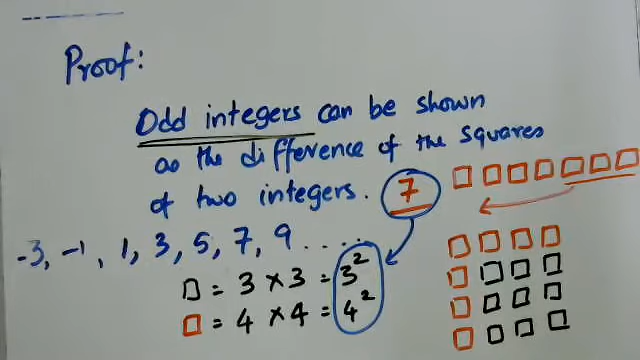 Proof:
Odd integers can be shown
as the difference of the squares
of two integers. 7
-3, -1, 1, 3, 5, 7, 9 .....
□ = 3 × 3 = 3²
□ = 4 × 4 = 4²